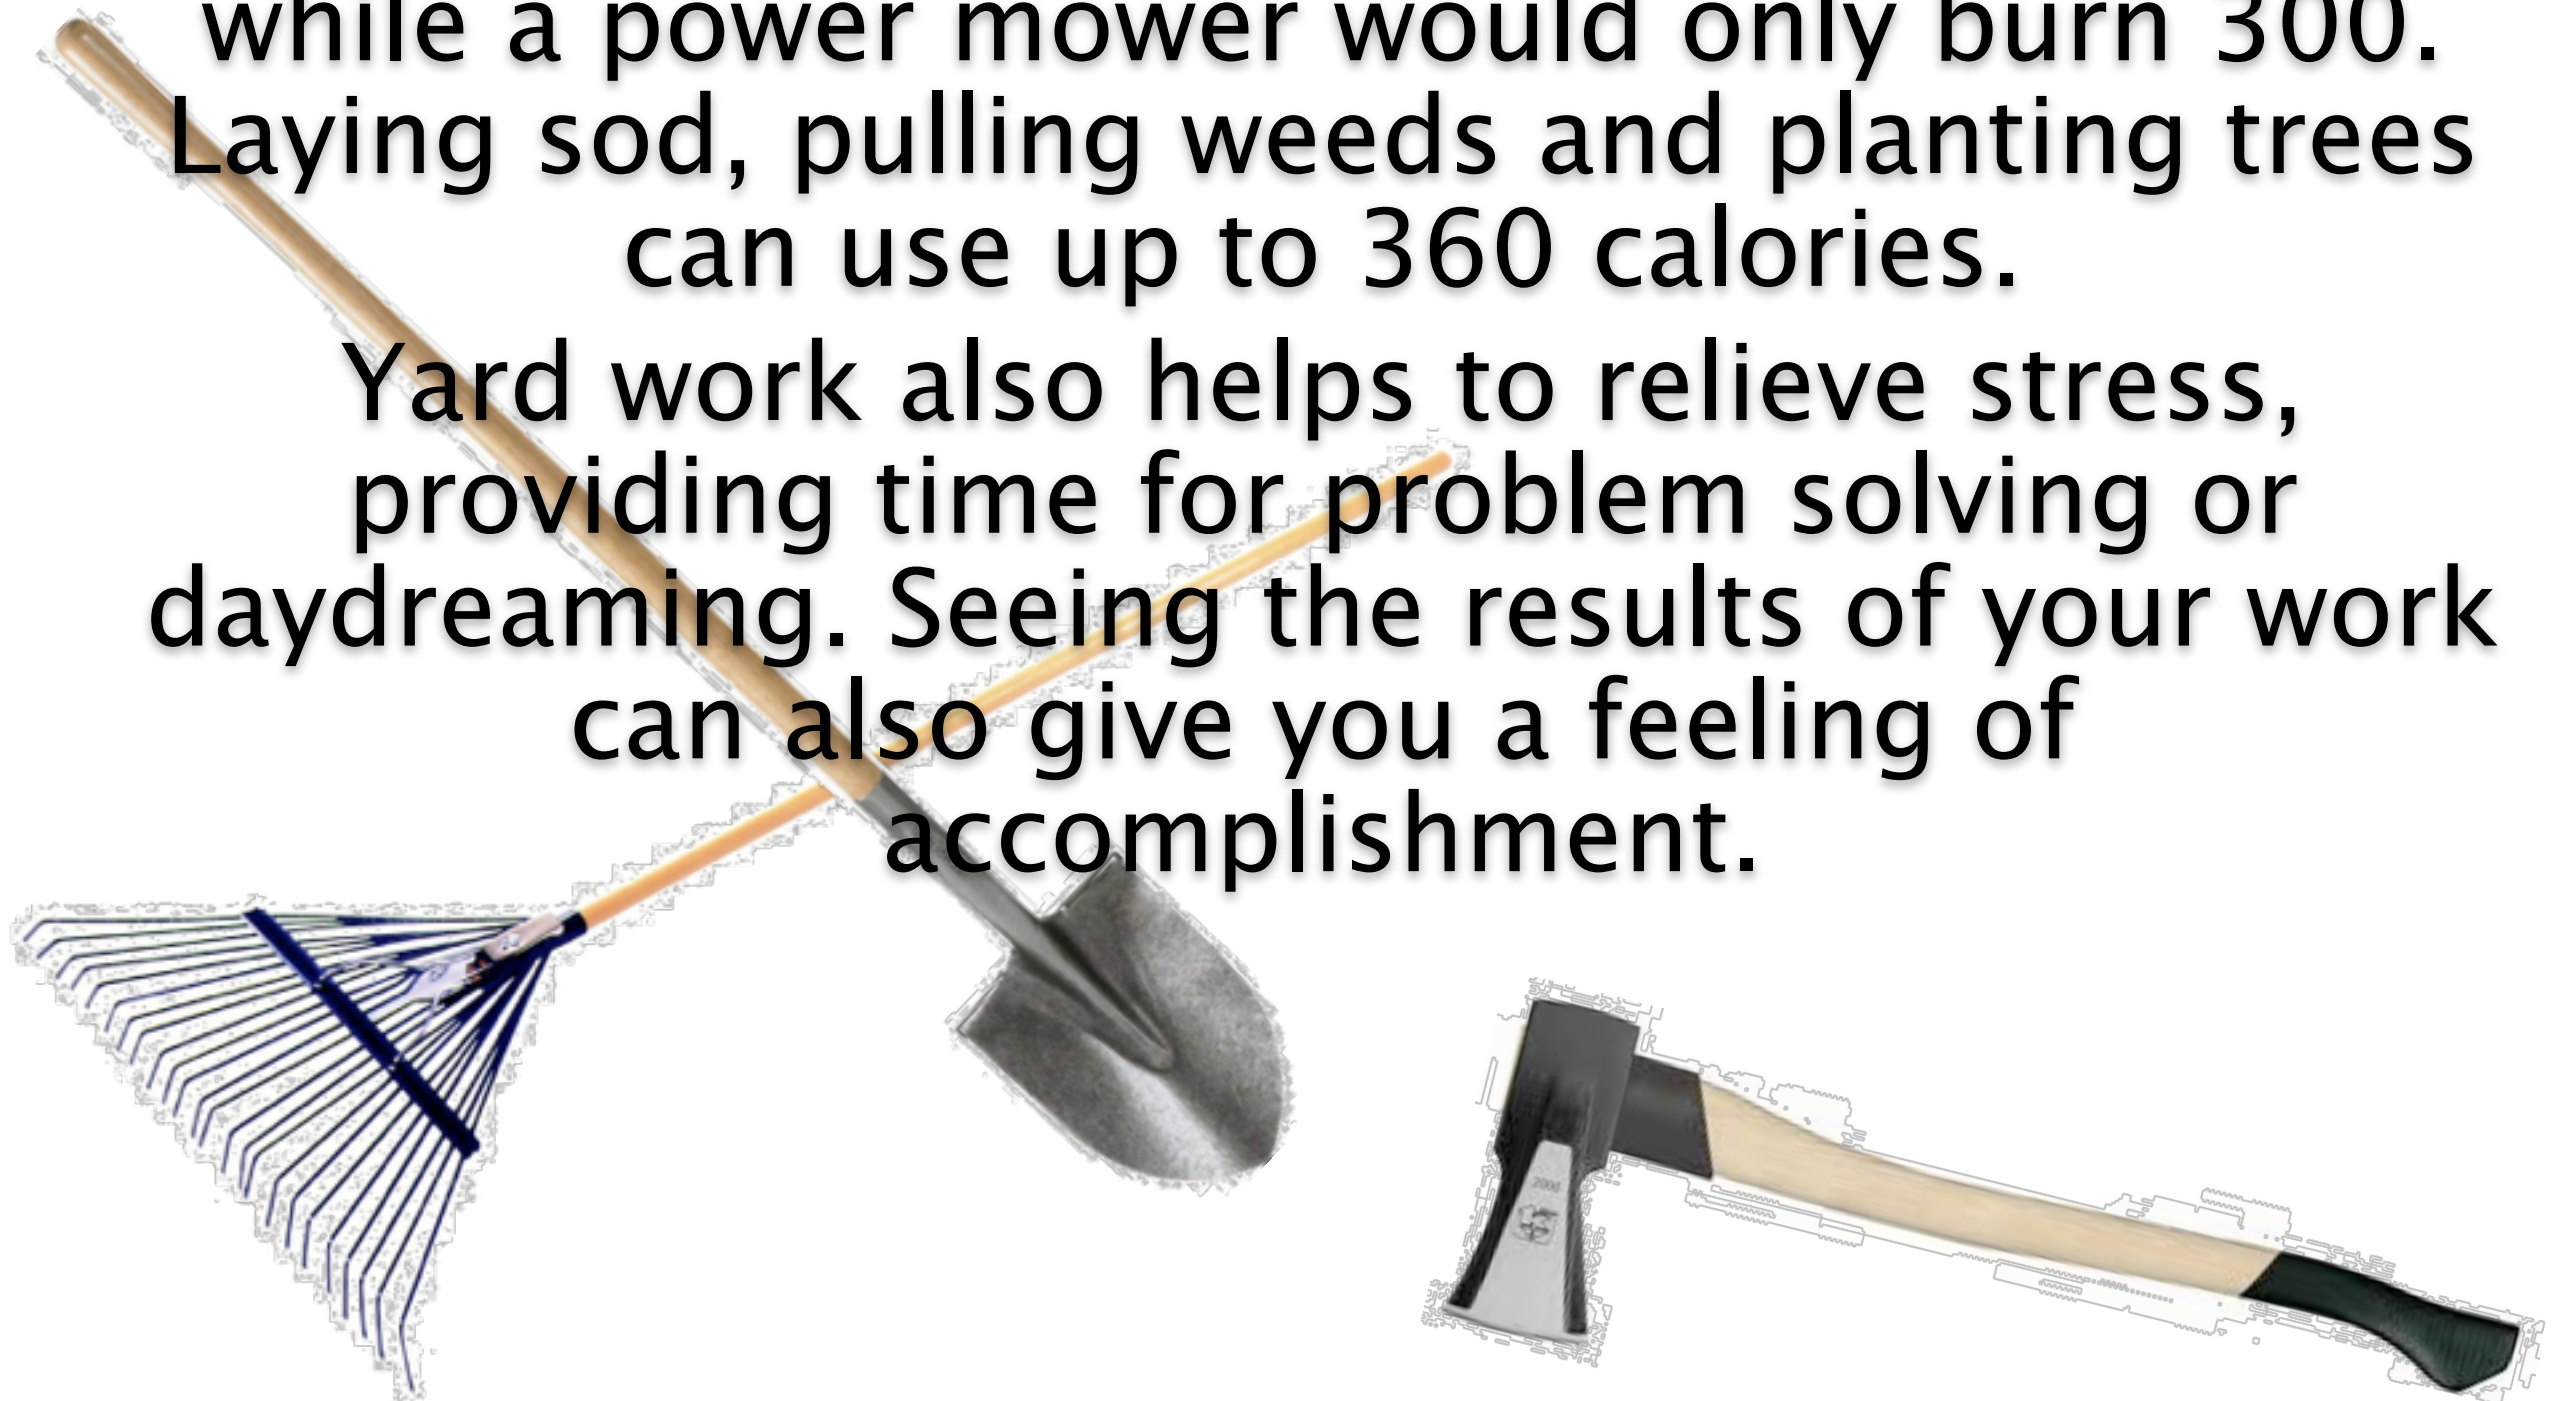 while a power mower would only burn 300.
Laying sod, pulling weeds and planting trees
can use up to 360 calories.
Yard work also helps to relieve stress,
providing time for problem solving or
daydreaming. Seeing the results of your work
can also give you a feeling of
accomplishment.
2000